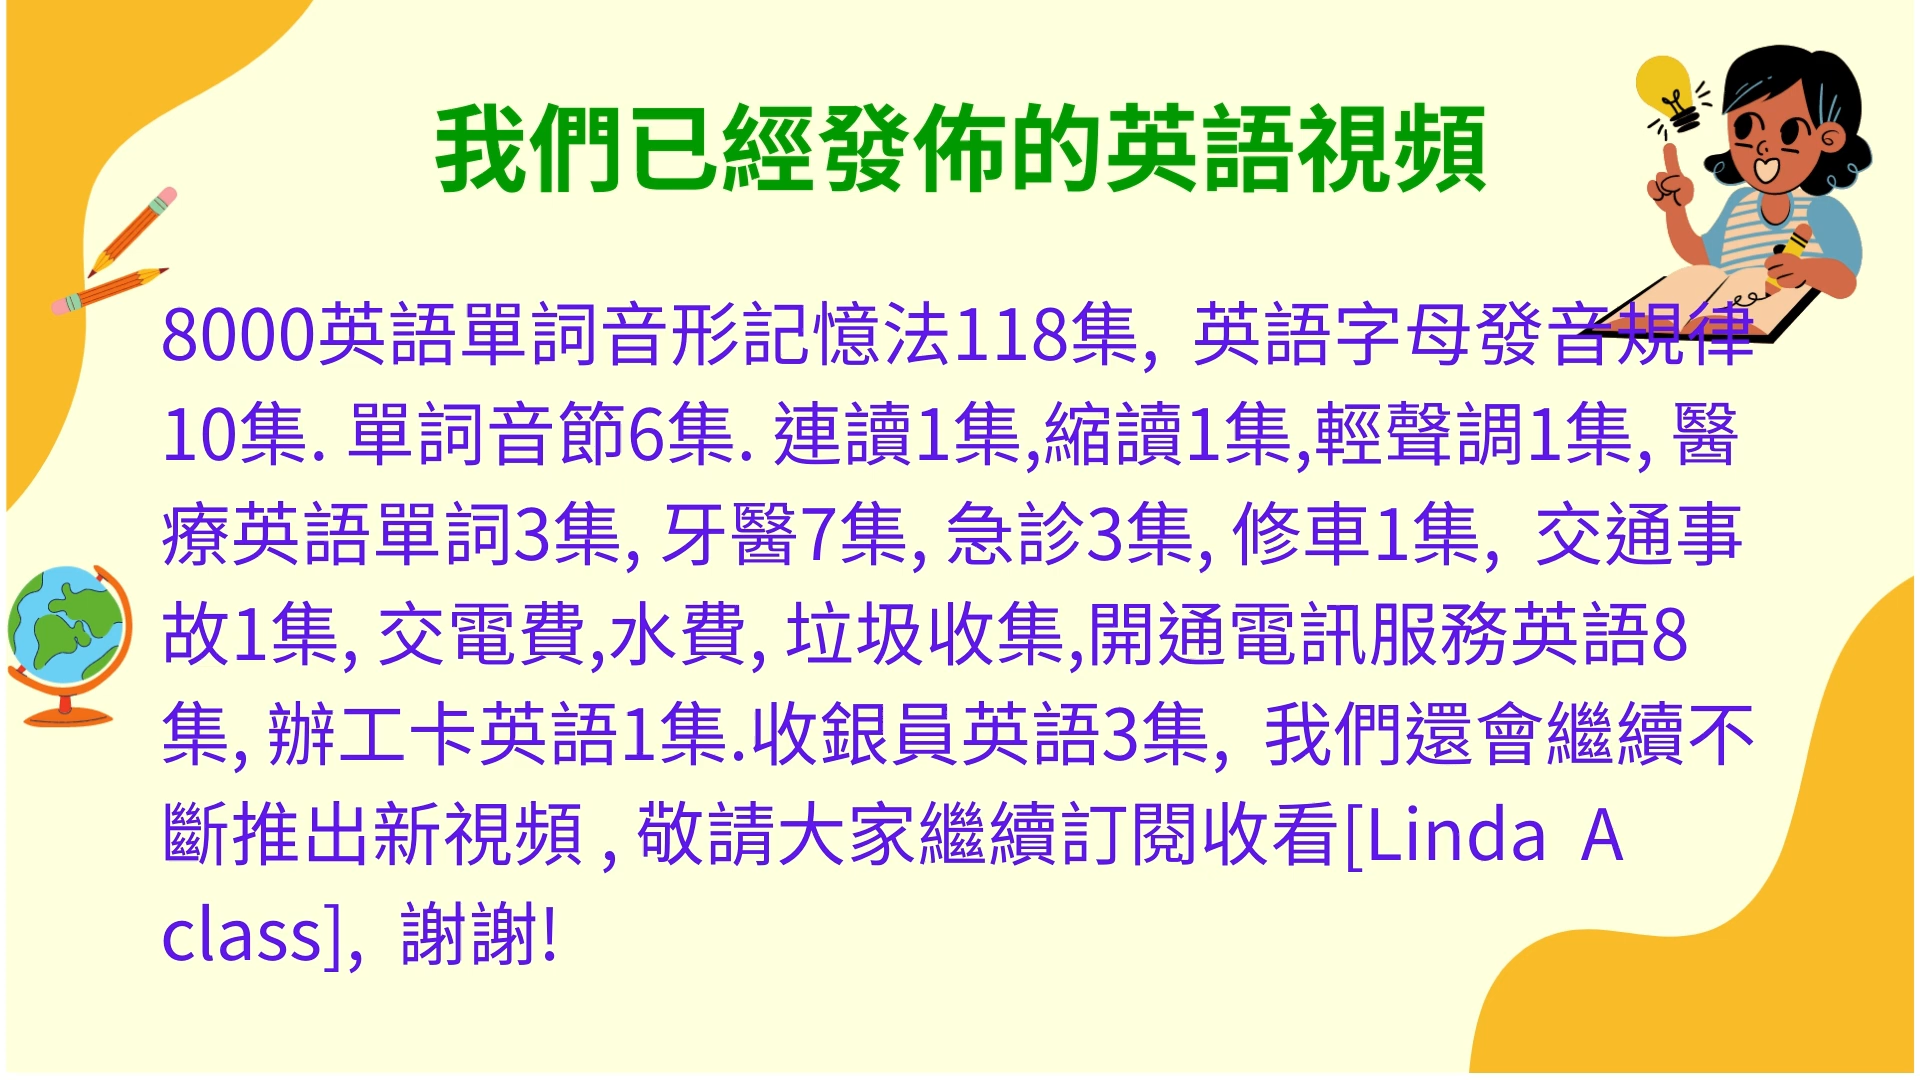 我們已經發佈的英語視頻
8000英語單詞音形記憶法118集, 英語字母發音規律
10集. 單詞音節6集. 連讀1集,縮讀1集,輕聲調1集, 醫
療英語單詞3集, 牙醫7集, 急診3集, 修車1集, 交通事
故1集, 交電費,水費, 垃圾收集,開通電訊服務英語8
集, 辦工卡英語1集.收銀員英語3集, 我們還會繼續不
斷推出新視頻 , 敬請大家繼續訂閱收看[Linda A
class], 謝謝!